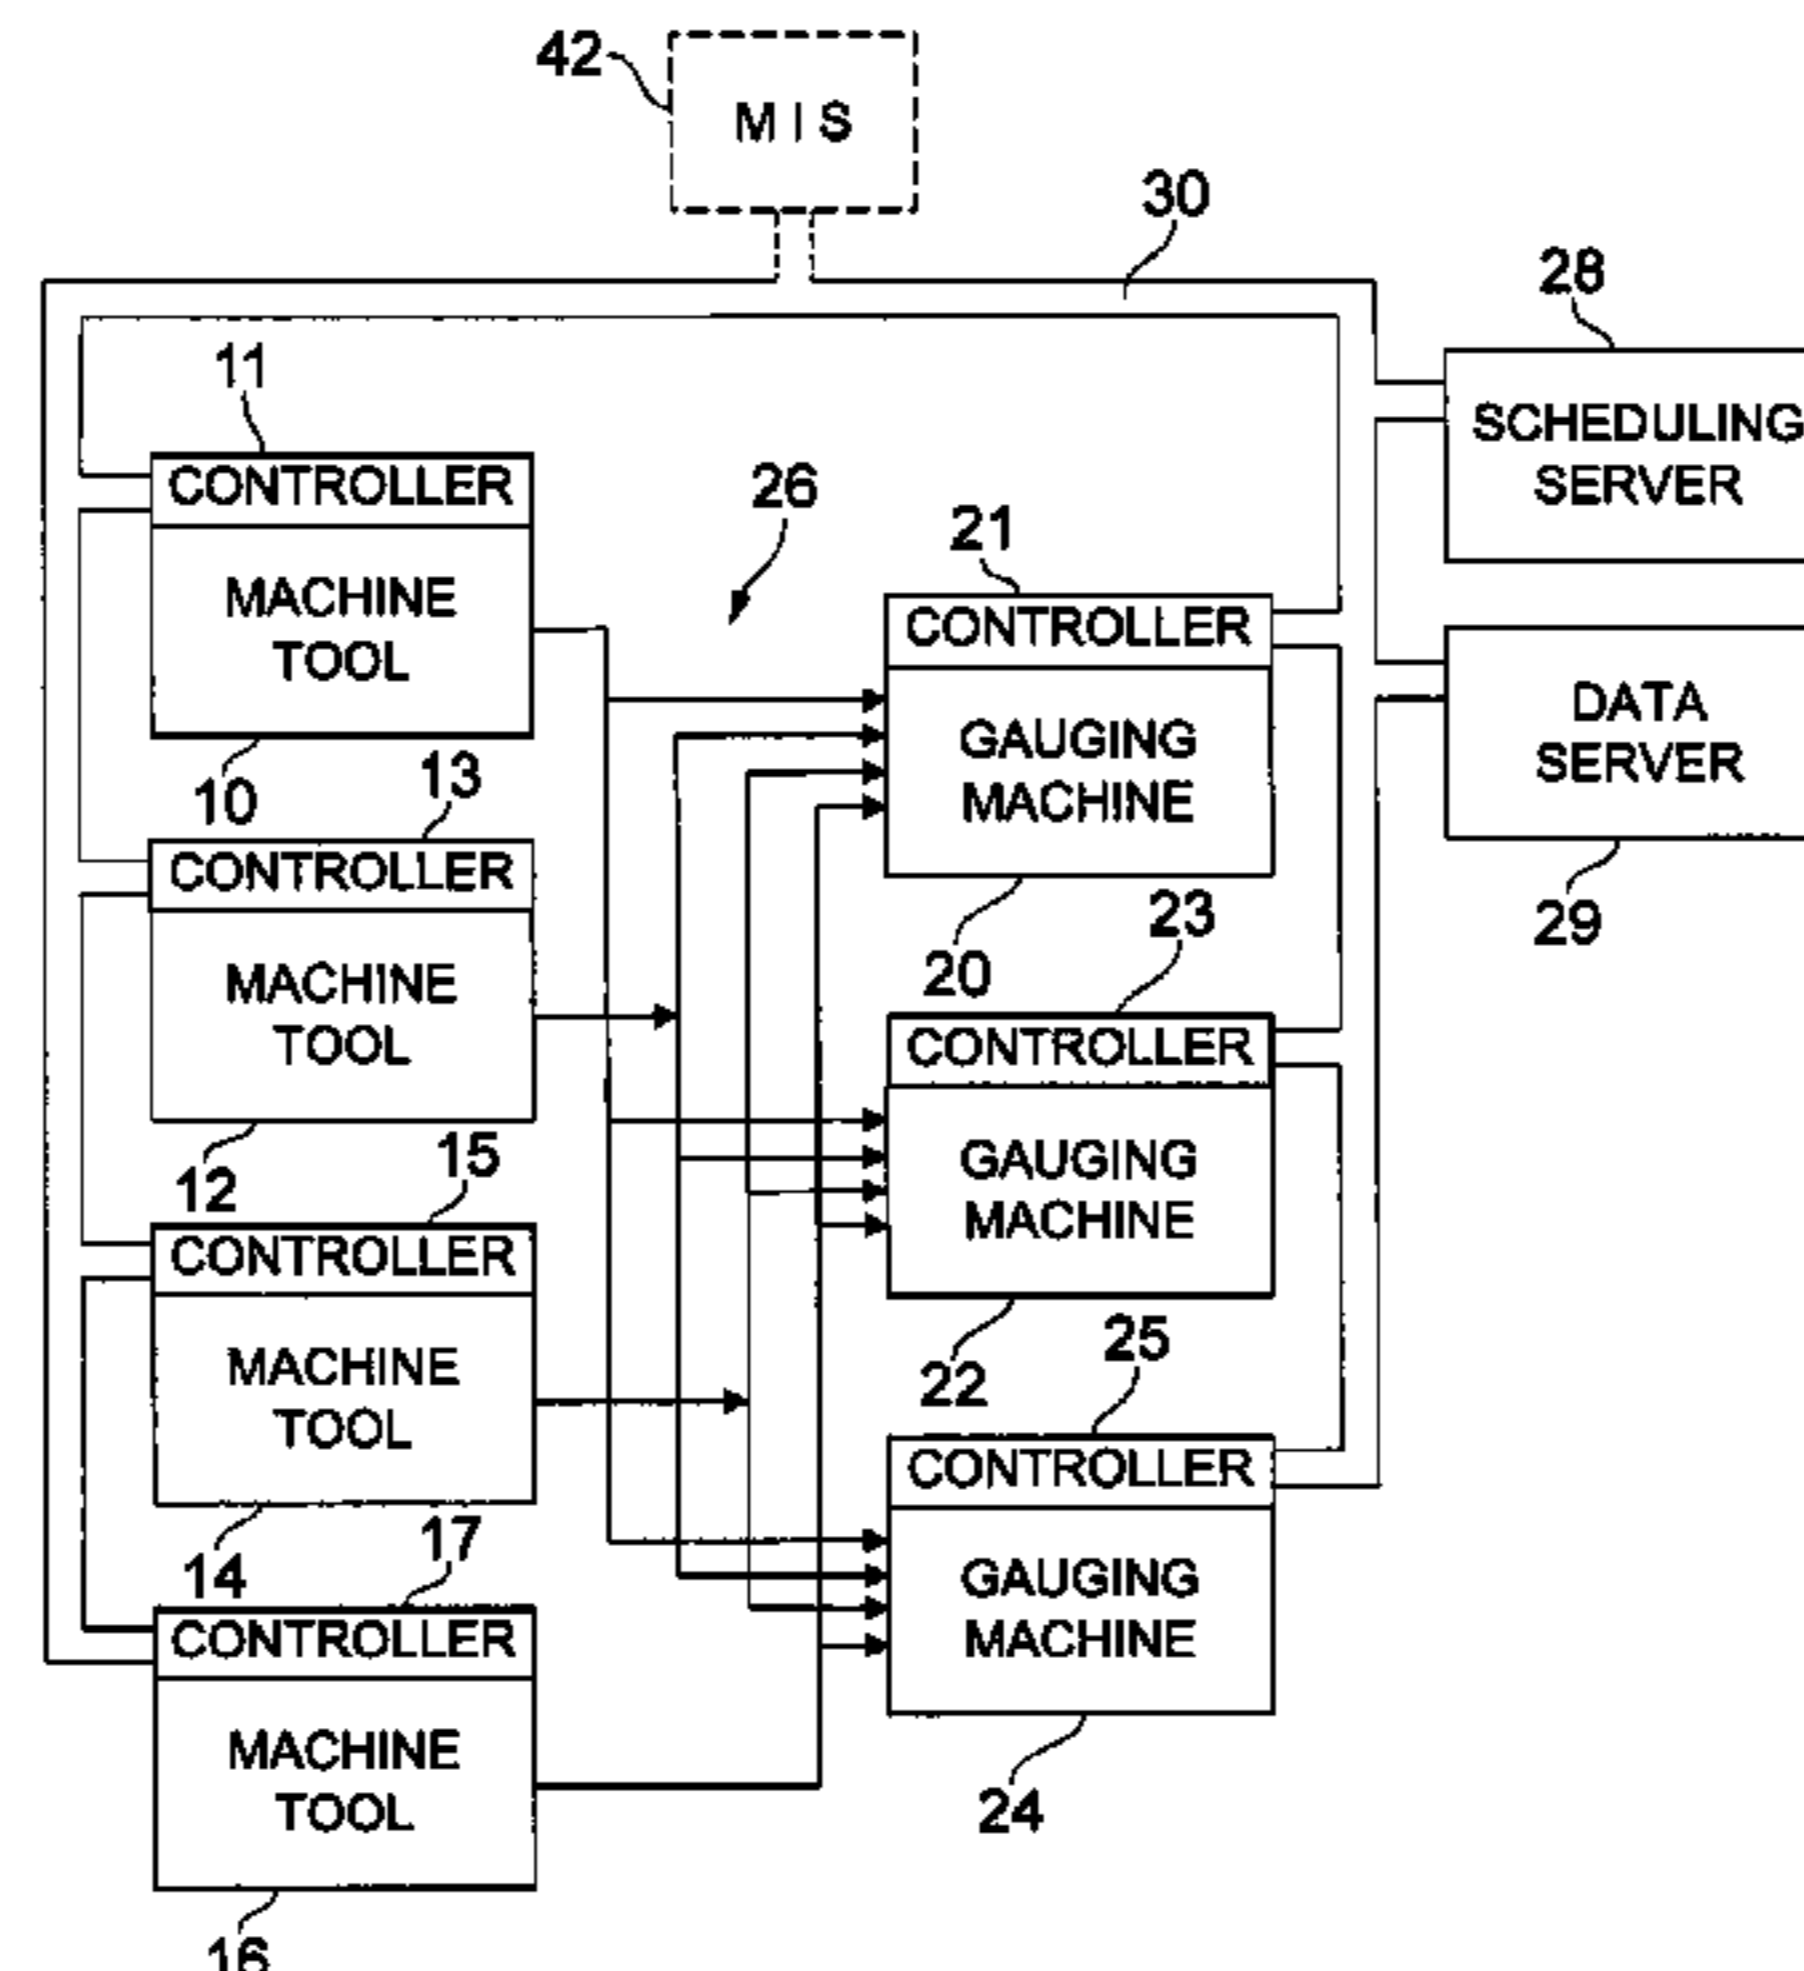 42
M I S
30
28
SCHEDULING
SERVER
11
CONTROLLER
MACHINE
TOOL
10
26
21
CONTROLLER
GAUGING
MACHINE
20
DATA
SERVER
29
13
CONTROLLER
MACHINE
TOOL
12
23
CONTROLLER
GAUGING
MACHINE
22
15
CONTROLLER
MACHINE
TOOL
14
25
CONTROLLER
GAUGING
MACHINE
24
17
CONTROLLER
MACHINE
TOOL
16